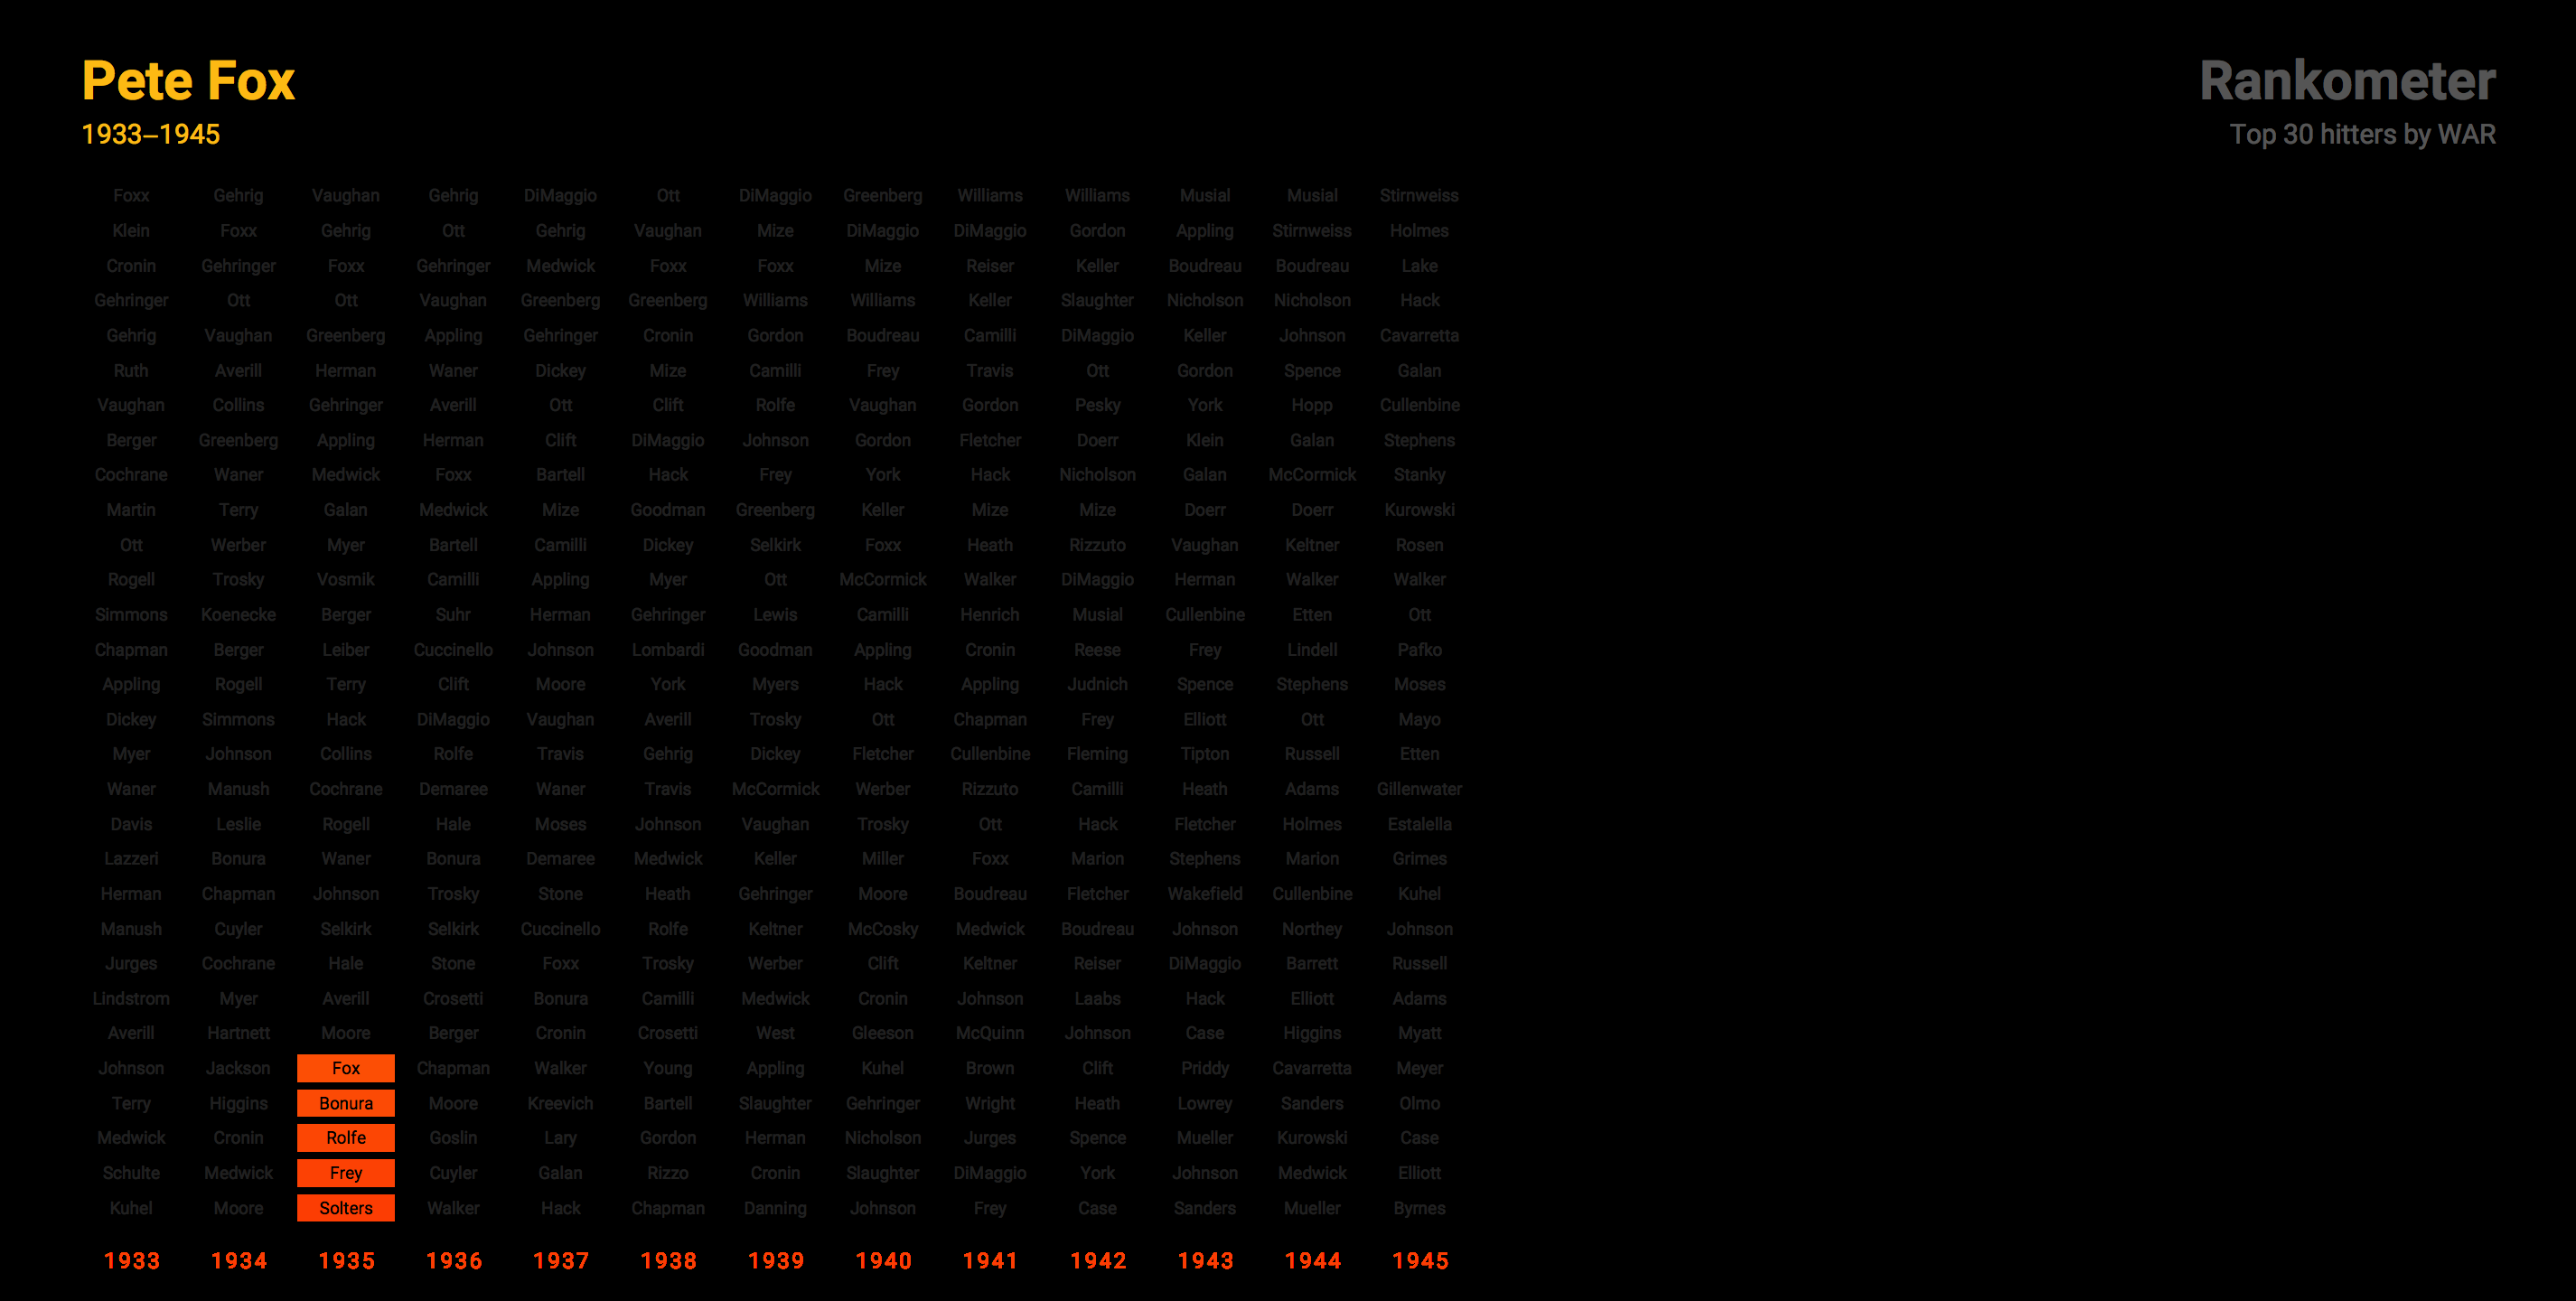 Pete Fox
1933–1945
Rankometer
Top 30 hitters by WAR
Foxx Gehrig Vaughan Gehrig DiMaggio Ott DiMaggio Greenberg Williams Williams Musial Musial Stirnweiss
Klein Foxx Gehrig Ott Gehrig Vaughan Mize DiMaggio DiMaggio Gordon Appling Stirnweiss Holmes
Cronin Gehringer Foxx Gehringer Medwick Foxx Foxx Mize Reiser Keller Boudreau Boudreau Lake
Gehringer Ott Ott Vaughan Greenberg Greenberg Williams Williams Keller Slaughter Nicholson Nicholson Hack
Gehrig Vaughan Greenberg Appling Gehringer Cronin Gordon Boudreau Camilli DiMaggio Keller Johnson Cavarretta
Ruth Averill Herman Waner Dickey Mize Camilli Frey Travis Ott Gordon Spence Galan
Vaughan Collins Gehringer Averill Ott Clift Rolfe Vaughan Gordon Pesky York Hopp Cullenbine
Berger Greenberg Appling Herman Clift DiMaggio Johnson Gordon Fletcher Doerr Klein Galan Stephens
Cochrane Waner Medwick Foxx Bartell Hack Frey York Hack Nicholson Galan McCormick Stanky
Martin Terry Galan Medwick Mize Goodman Greenberg Keller Mize Mize Doerr Doerr Kurowski
Ott Werber Myer Bartell Camilli Dickey Selkirk Foxx Heath Rizzuto Vaughan Keltner Rosen
Rogell Trosky Vosmik Camilli Appling Myer Ott McCormick Walker DiMaggio Herman Walker Walker
Simmons Koenecke Berger Suhr Herman Gehringer Lewis Camilli Henrich Musial Cullenbine Etten Ott
Chapman Berger Leiber Cuccinello Johnson Lombardi Goodman Appling Cronin Reese Frey Lindell Pafko
Appling Rogell Terry Clift Moore York Myers Hack Appling Judnich Spence Stephens Moses
Dickey Simmons Hack DiMaggio Vaughan Averill Trosky Ott Chapman Frey Elliott Ott Mayo
Myer Johnson Collins Rolfe Travis Gehrig Dickey Fletcher Cullenbine Fleming Tipton Russell Etten
Waner Manush Cochrane Demaree Waner Travis McCormick Werber Rizzuto Camilli Heath Adams Gillenwater
Davis Leslie Rogell Hale Moses Johnson Vaughan Trosky Ott Hack Fletcher Holmes Estalella
Lazzeri Bonura Waner Bonura Demaree Medwick Keller Miller Foxx Marion Stephens Marion Grimes
Herman Chapman Johnson Trosky Stone Heath Gehringer Moore Boudreau Fletcher Wakefield Cullenbine Kuhel
Manush Cuyler Selkirk Selkirk Cuccinello Rolfe Keltner McCosky Medwick Boudreau Johnson Northey Johnson
Jurges Cochrane Hale Stone Foxx Trosky Werber Clift Keltner Reiser DiMaggio Barrett Russell
Lindstrom Myer Averill Crosetti Bonura Camilli Medwick Cronin Johnson Laabs Hack Elliott Adams
Averill Hartnett Moore Berger Cronin Crosetti West Gleeson McQuinn Johnson Case Higgins Myatt
Johnson Jackson Fox Chapman Walker Young Appling Kuhel Brown Clift Priddy Cavarretta Meyer
Terry Higgins Bonura Moore Kreevich Bartell Slaughter Gehringer Wright Heath Lowrey Sanders Olmo
Medwick Cronin Rolfe Goslin Lary Gordon Herman Nicholson Jurges Spence Mueller Kurowski Case
Schulte Medwick Frey Cuyler Galan Rizzo Cronin Slaughter DiMaggio York Johnson Medwick Elliott
Kuhel Moore Solters Walker Hack Chapman Danning Johnson Frey Case Sanders Mueller Byrnes
1933 1934 1935 1936 1937 1938 1939 1940 1941 1942 1943 1944 1945